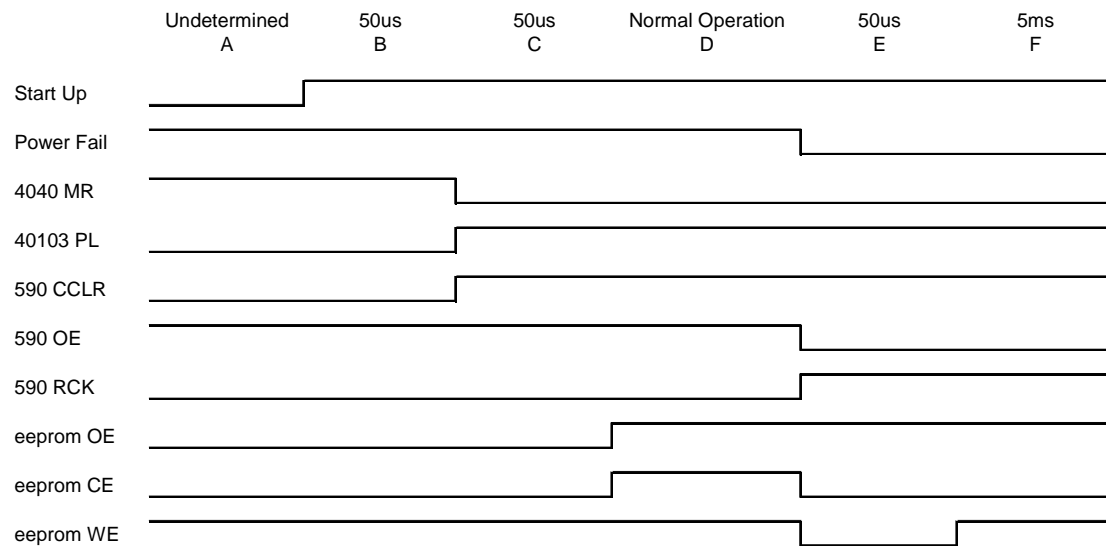 Undetermined 50us 50us Normal Operation 50us 5ms
A B C D E F
Start Up
Power Fail
4040 MR
40103 PL
590 CCLR
590 OE
590 RCK
eeprom OE
eeprom CE
eeprom WE